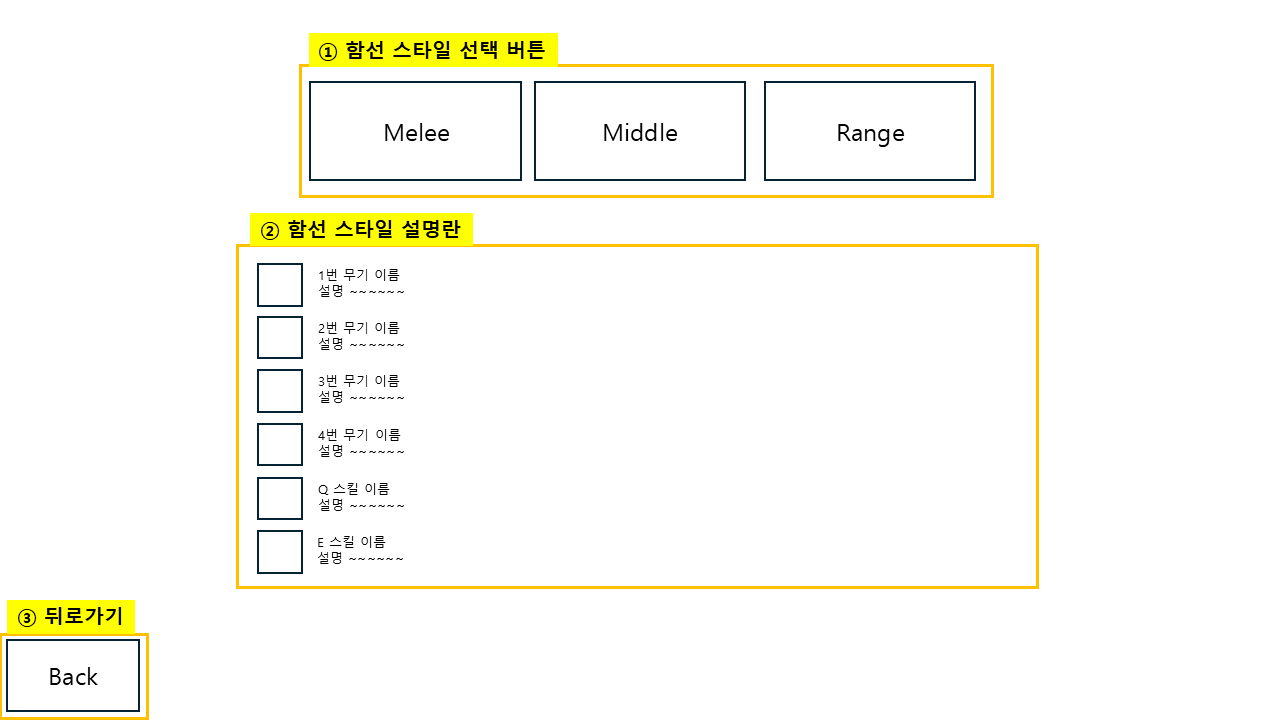 ① 함선 스타일 선택 버튼
Melee
Middle
Range
② 함선 스타일 설명란
1번 무기 이름
설명 ~~~~~~
2번 무기 이름
설명 ~~~~~~
3번 무기 이름
설명 ~~~~~~
4번 무기 이름
설명 ~~~~~~
Q 스킬 이름
설명 ~~~~~~
E 스킬 이름
설명 ~~~~~~
③ 뒤로가기
Back